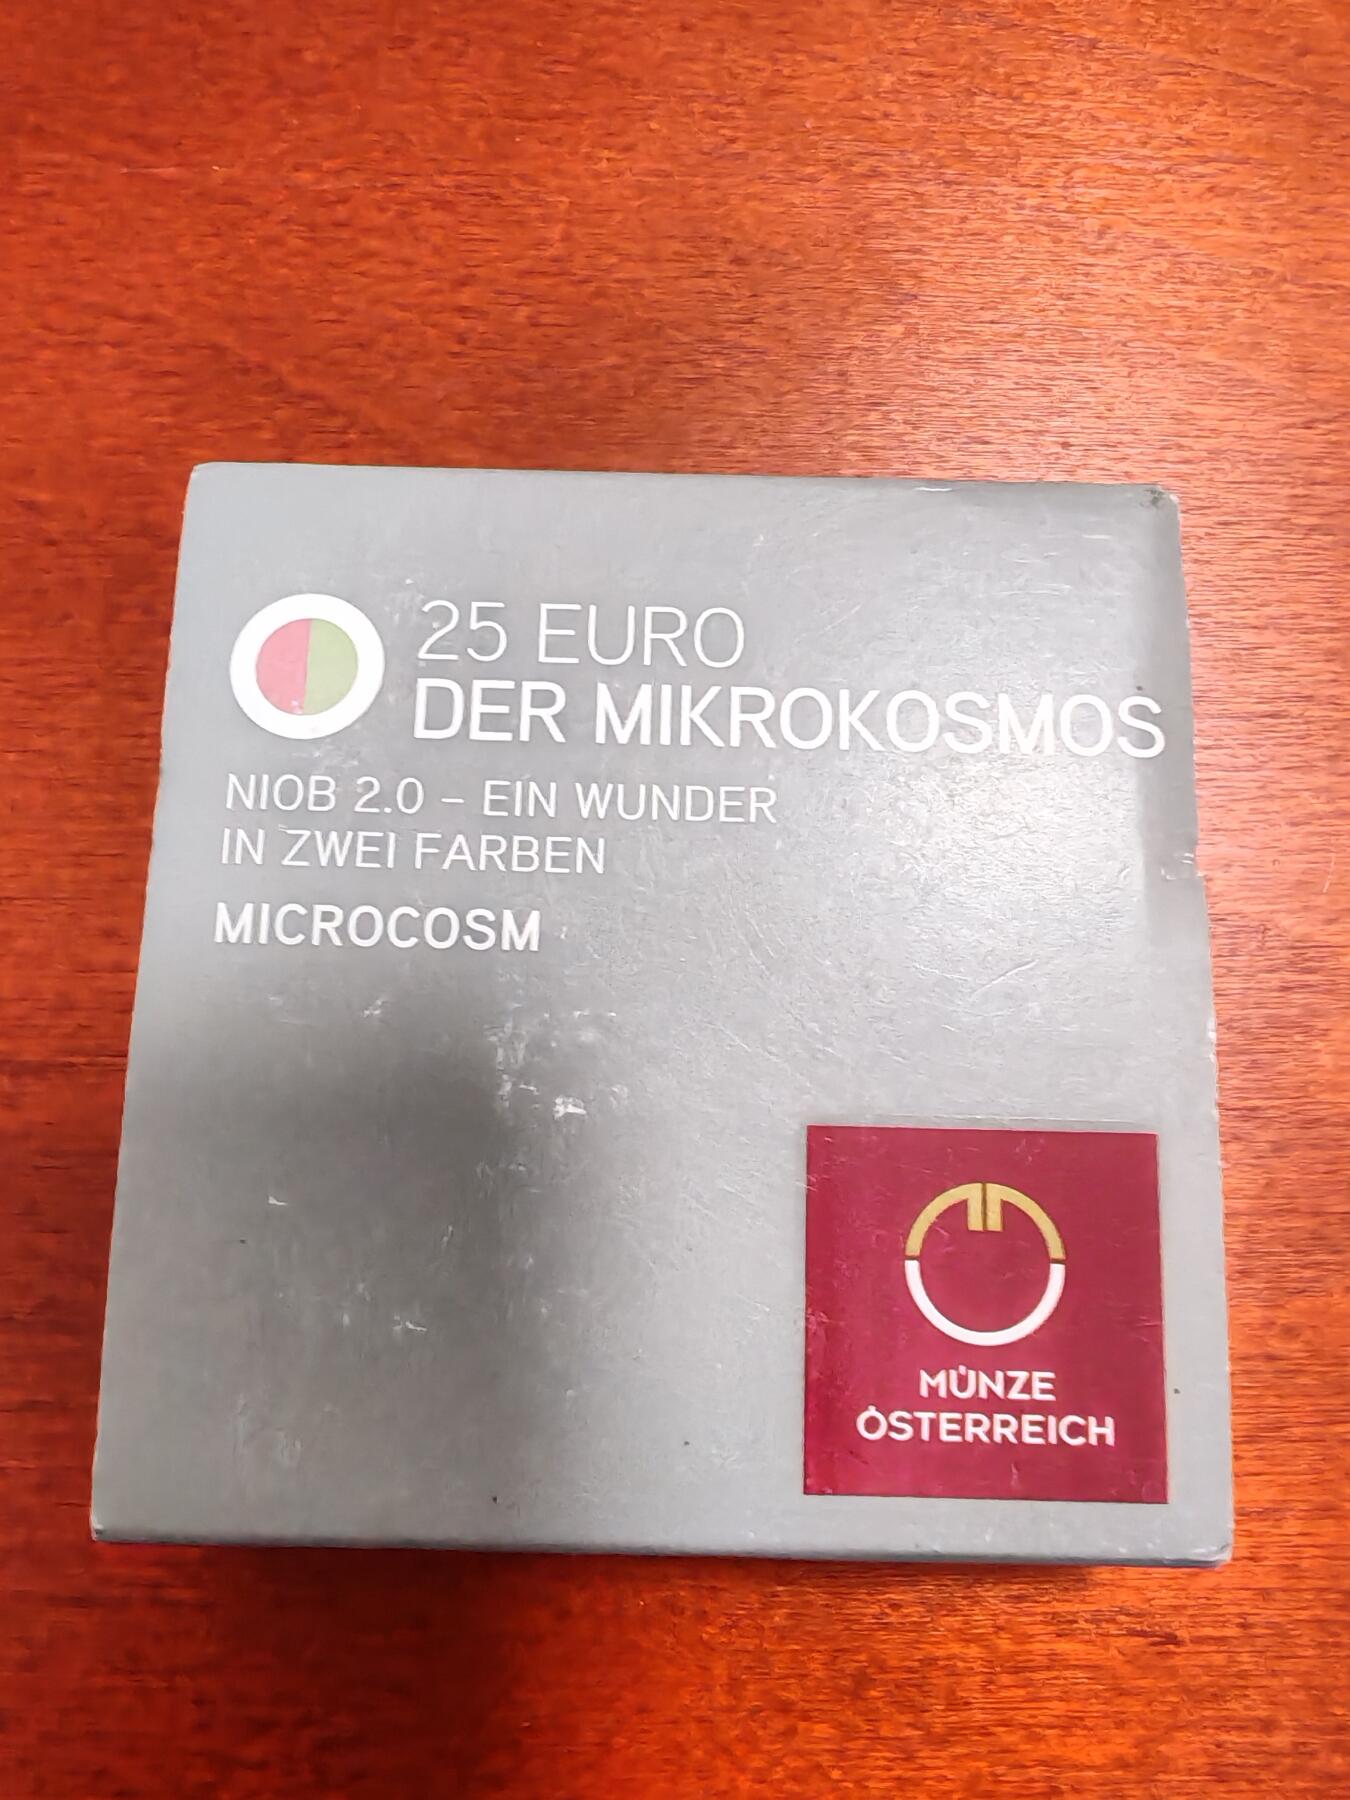 25 EURO
DER MIKROKOSMOS
NIOB 2.0 – EIN WUNDER
IN ZWEI FARBEN
MICROCOSM
MÜNZE
ÖSTERREICH